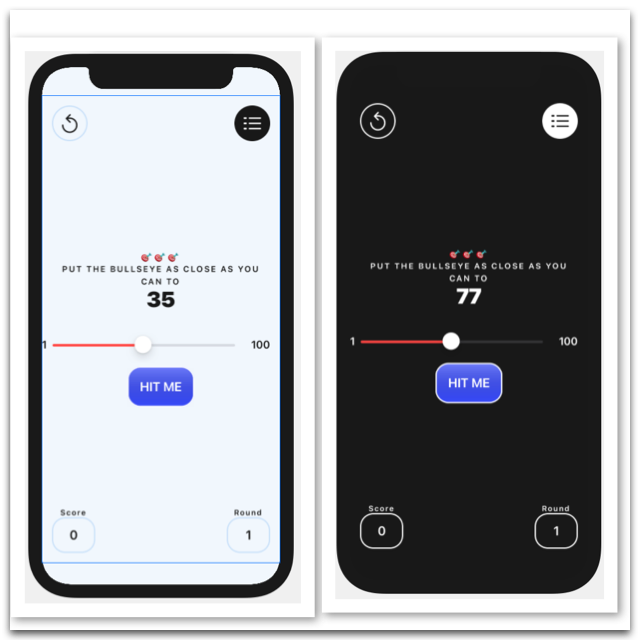 PUT THE BULLSEYE AS CLOSE AS YOU
CAN TO
35
1
100
HIT ME
Score
Round
0
1
PUT THE BULLSEYE AS CLOSE AS YOU
CAN TO
77
1
100
HIT ME
Score
Round
0
1